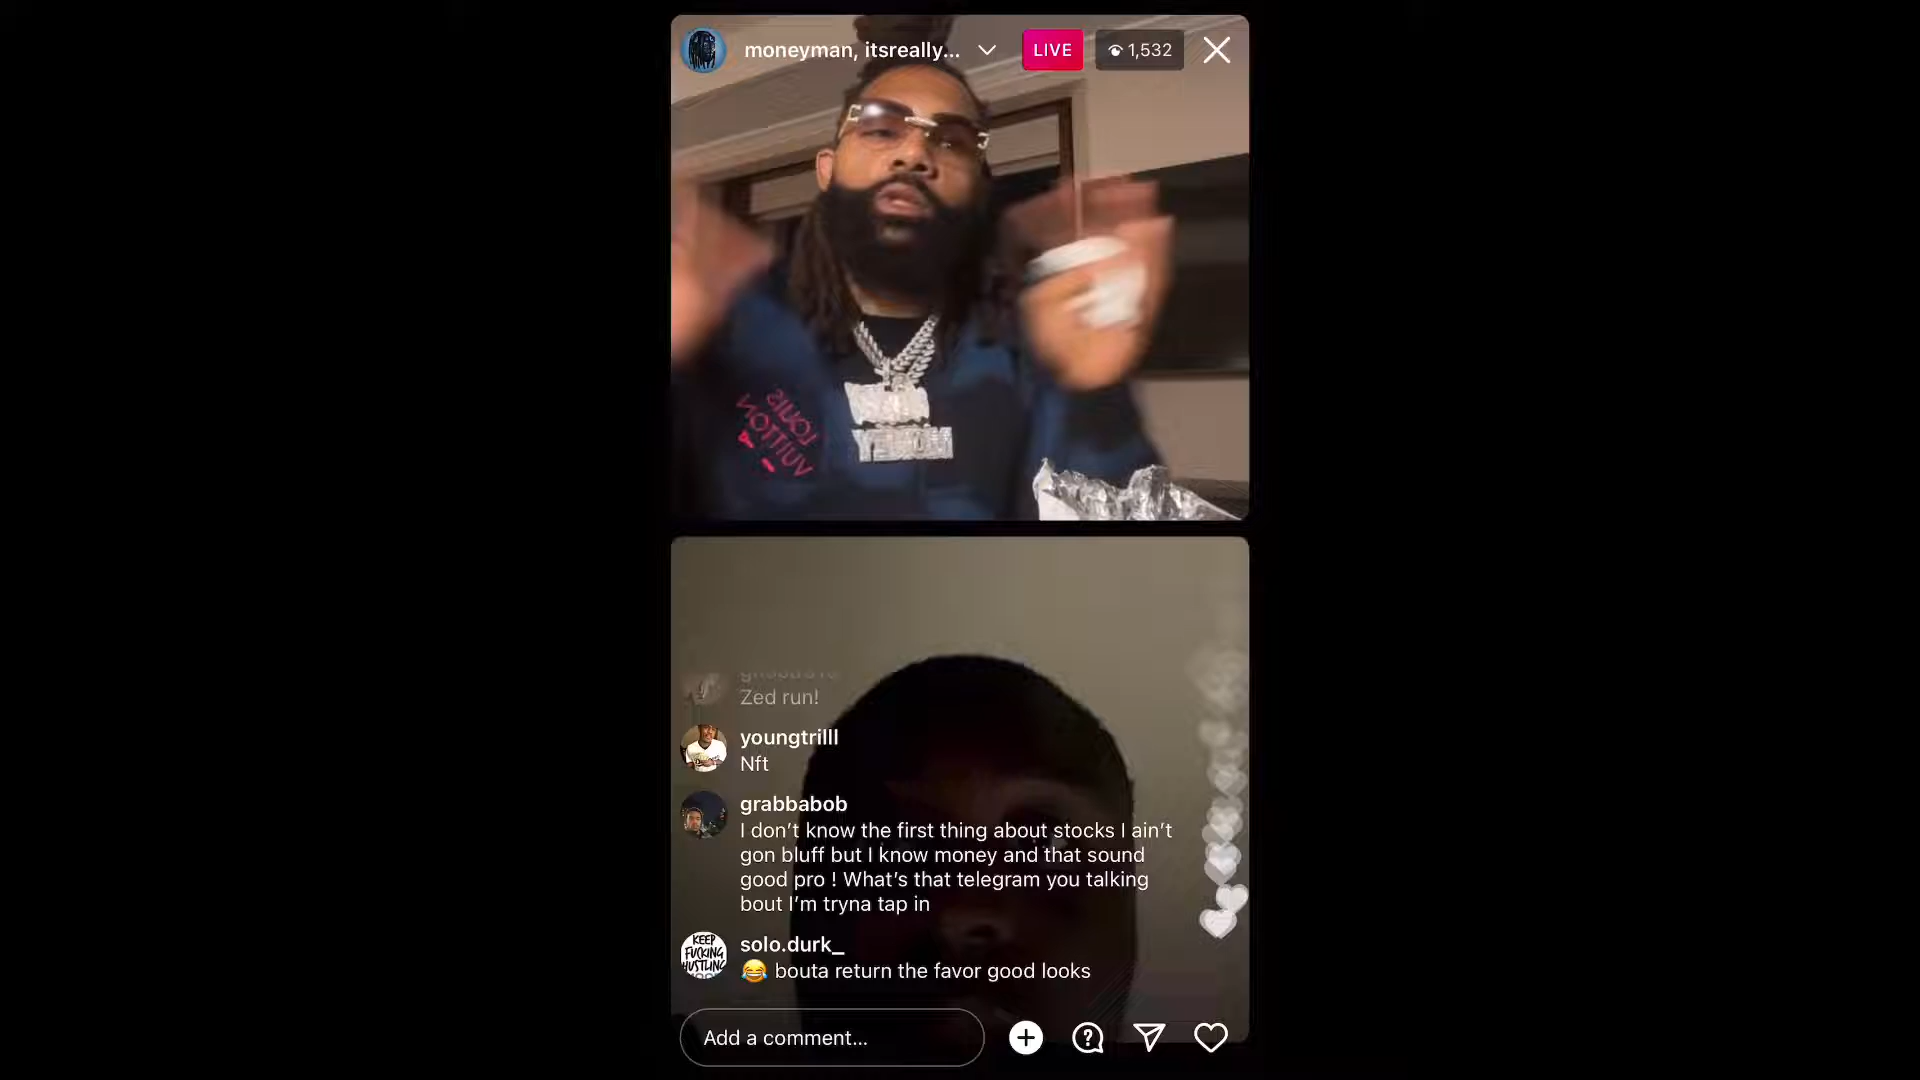 moneyman, itsreally...
LIVE
1,532
LOUIS
VUITTON
MONEY
Zed run!
youngtrilll
Nft
grabbabob
I don’t know the first thing about stocks I ain’t
gon bluff but I know money and that sound
good pro ! What’s that telegram you talking
bout I’m tryna tap in
KEEP
FUCKING
HUSTLING
solo.durk_
😂 bouta return the favor good looks
Add a comment...